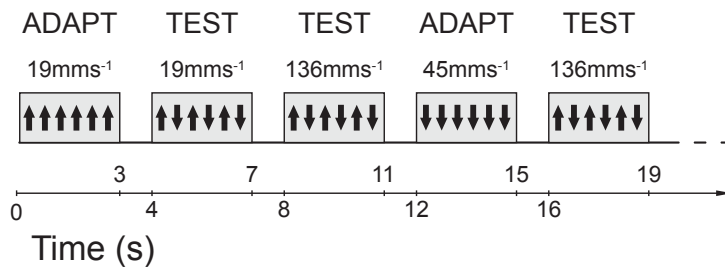 ADAPT TEST TEST ADAPT TEST
19mms⁻¹ 19mms⁻¹ 136mms⁻¹ 45mms⁻¹ 136mms⁻¹
3 7 11 15 19
0 4 8 12 16
Time (s)